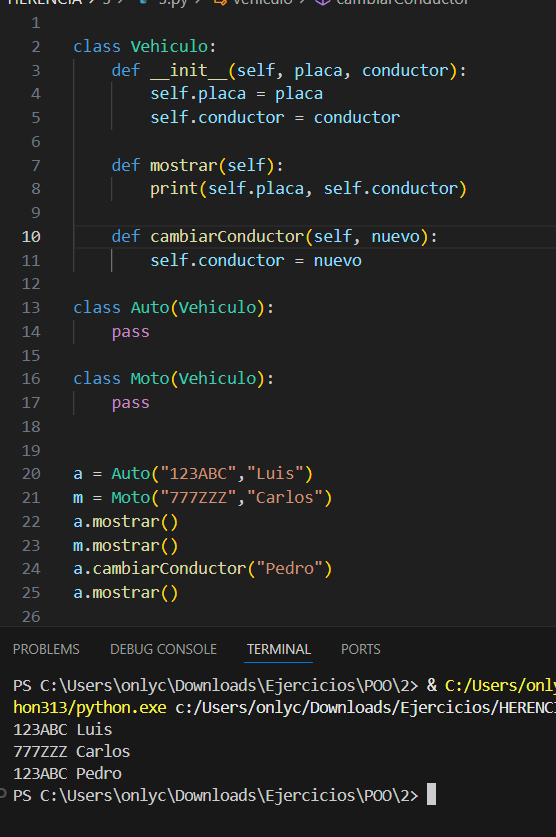 HERENCIA > 3 > 3.py > Vehiculo > cambiarConductor
1
2 class Vehiculo:
3     def __init__(self, placa, conductor):
4         self.placa = placa
5         self.conductor = conductor
6
7     def mostrar(self):
8         print(self.placa, self.conductor)
9
10     def cambiarConductor(self, nuevo):
11         self.conductor = nuevo
12
13 class Auto(Vehiculo):
14     pass
15
16 class Moto(Vehiculo):
17     pass
18
19
20 a = Auto("123ABC","Luis")
21 m = Moto("777ZZZ","Carlos")
22 a.mostrar()
23 m.mostrar()
24 a.cambiarConductor("Pedro")
25 a.mostrar()
26
PROBLEMS DEBUG CONSOLE TERMINAL PORTS
PS C:\Users\onlyc\Downloads\Ejercicios\POO\2> & C:/Users/only
hon313/python.exe c:/Users/onlyc/Downloads/Ejercicios/HERENCI
123ABC Luis
777ZZZ Carlos
123ABC Pedro
PS C:\Users\onlyc\Downloads\Ejercicios\POO\2>